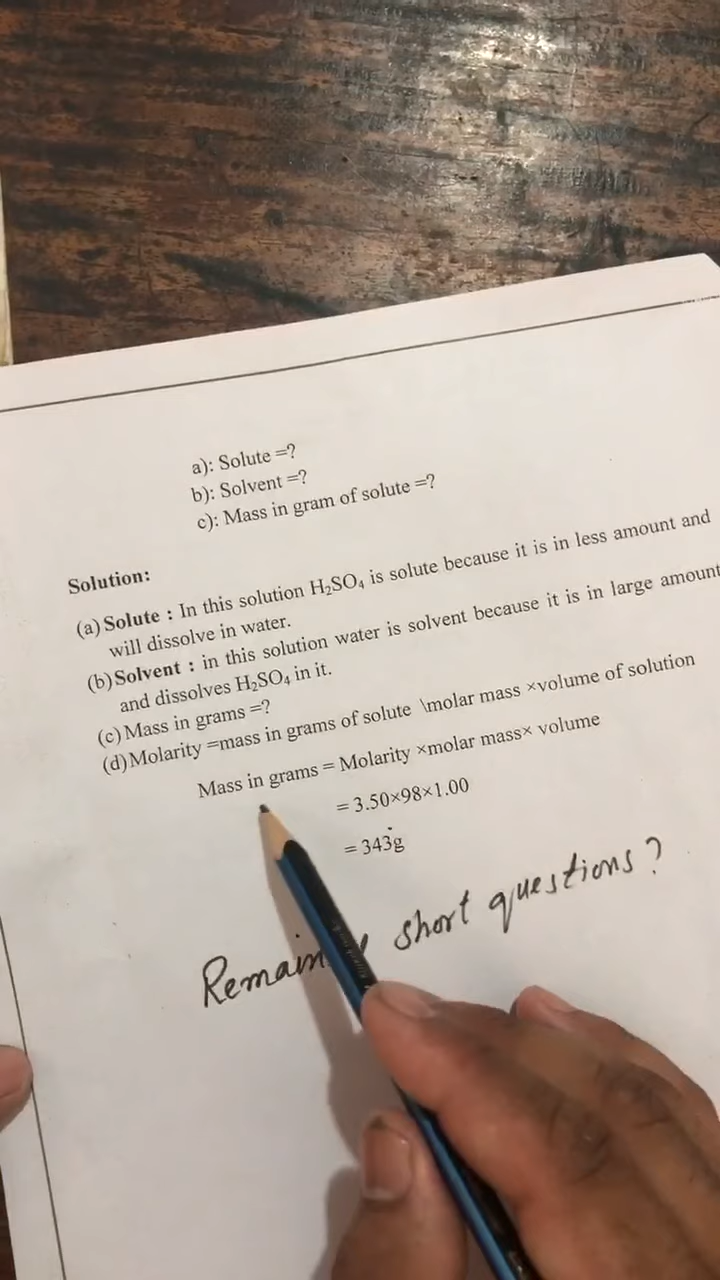 a): Solute =?
b): Solvent =?
c): Mass in gram of solute =?
Solution:
(a) Solute : In this solution H₂SO₄ is solute because it is in less amount and
will dissolve in water.
(b) Solvent : in this solution water is solvent because it is in large amount
and dissolves H₂SO₄ in it.
(c) Mass in grams =?
(d) Molarity =mass in grams of solute \molar mass ×volume of solution
Mass in grams = Molarity ×molar mass× volume
= 3.50×98×1.00
= 343g
short questions?